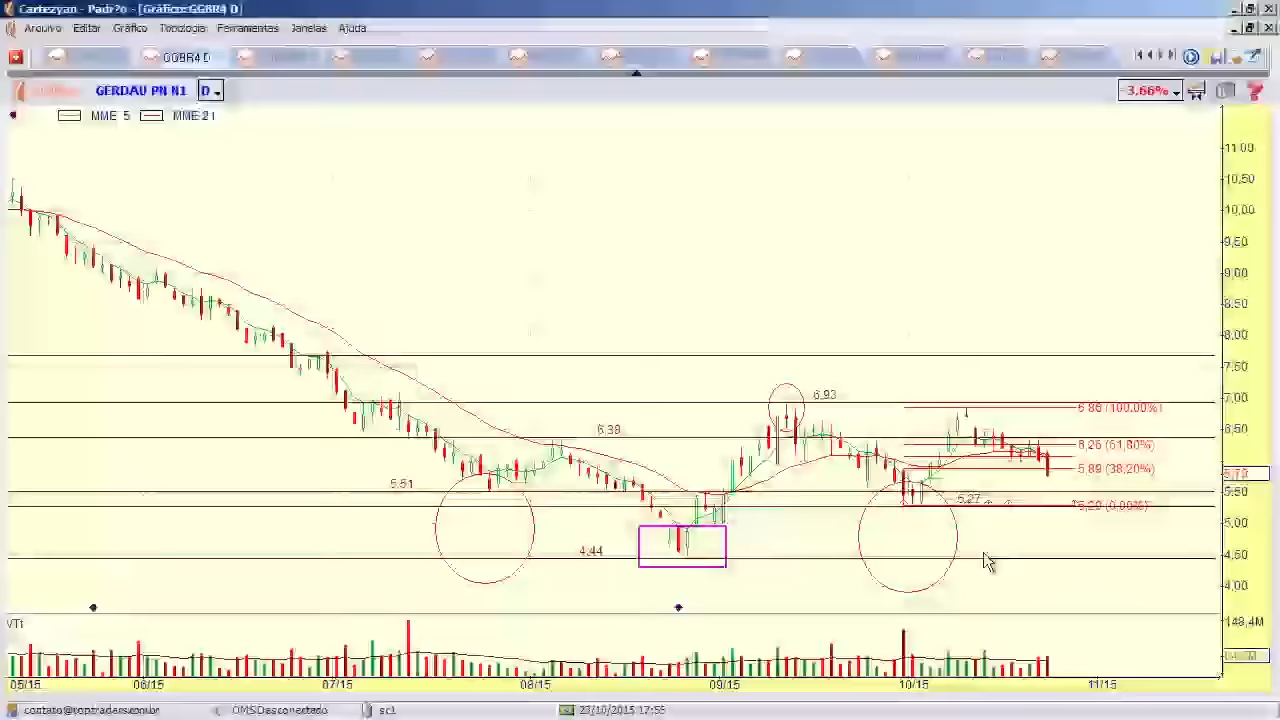 Cartezyan - Padr?o - [Gráfico:GGBR4 D]
Arquivo Editar Gráfico Tipologia Ferramentas Janelas Ajuda
GGBR4 D
GERDAU PN N1 D -3,66%
MME 5 MME 21
11,00
10,50
10,00
9,50
9,00
8,50
8,00
7,50
7,00
6,50
5,50
5,00
4,50
4,00
6,93
6,86 (100,00%)
6,39
6,26 (61,80%)
5,89 (38,20%)
5,51
5,27
5,20 (0,00%)
4,44
VTi
148,4M
05/15 06/15 07/15 08/15 09/15 10/15 11/15
contato@toptraders.com.br OMS Desconectado sc1 23/10/2015 17:55